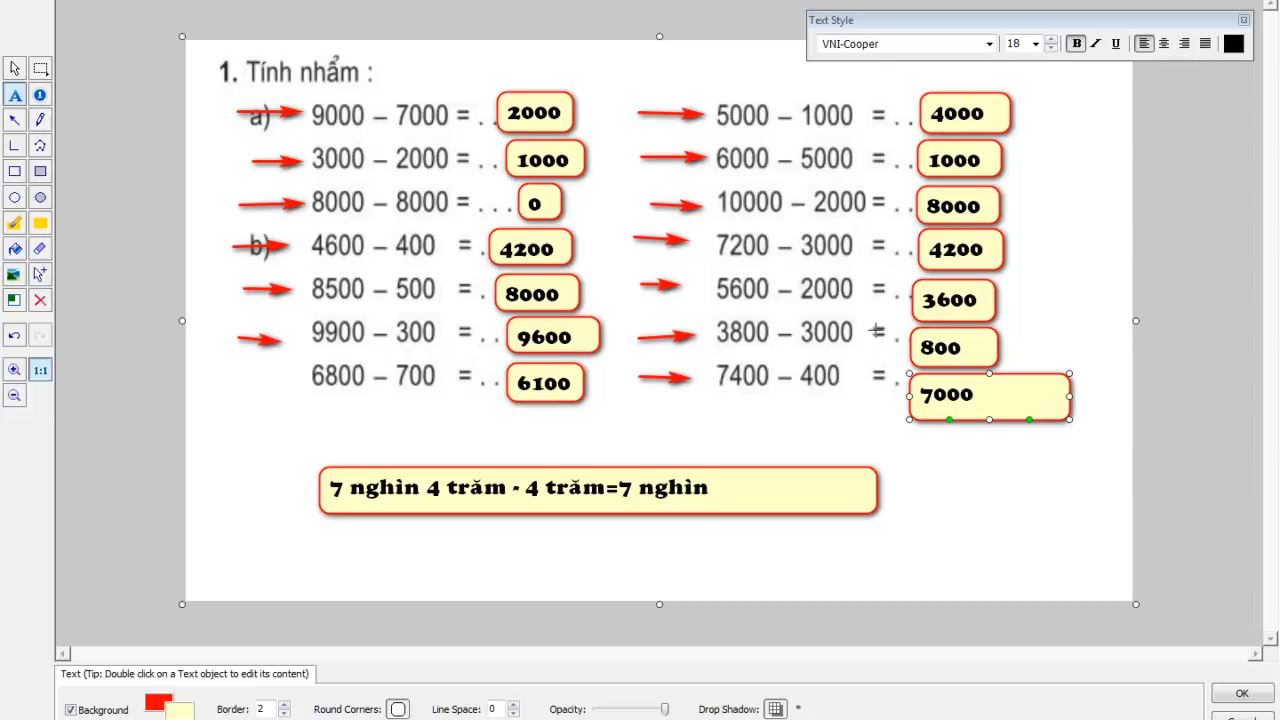 Text Style
VNI-Cooper 18 B I U
1. Tính nhẩm :
a) 9000 – 7000 = . . 2000
5000 – 1000 = . . 4000
3000 – 2000 = . . 1000
6000 – 5000 = . . 1000
8000 – 8000 = . . . 0
10000 – 2000 = . . 8000
b) 4600 – 400 = . 4200
7200 – 3000 = . . 4200
8500 – 500 = . 8000
5600 – 2000 = . . 3600
9900 – 300 = . . 9600
3800 – 3000 = . 800
6800 – 700 = . . 6100
7400 – 400 = . 7000
7 nghìn 4 trăm - 4 trăm=7 nghìn
1:1
Text (Tip: Double click on a Text object to edit its content)
Background Border: 2 Round Corners: Line Space: 0 Opacity: Drop Shadow:
OK